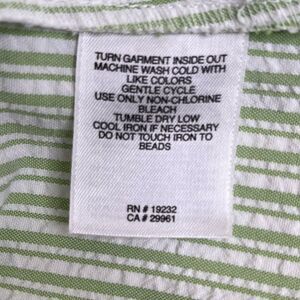 TURN GARMENT INSIDE OUT
MACHINE WASH COLD WITH
LIKE COLORS
GENTLE CYCLE
USE ONLY NON-CHLORINE
BLEACH
TUMBLE DRY LOW
COOL IRON IF NECESSARY
DO NOT TOUCH IRON TO
BEADS
RN # 19232
CA # 29961